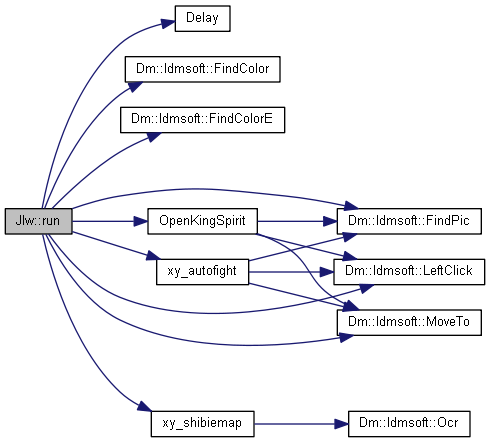 Delay
Dm::Idmsoft::FindColor
Dm::Idmsoft::FindColorE
Jlw::run
OpenKingSpirit
Dm::Idmsoft::FindPic
xy_autofight
Dm::Idmsoft::LeftClick
Dm::Idmsoft::MoveTo
xy_shibiemap
Dm::Idmsoft::Ocr